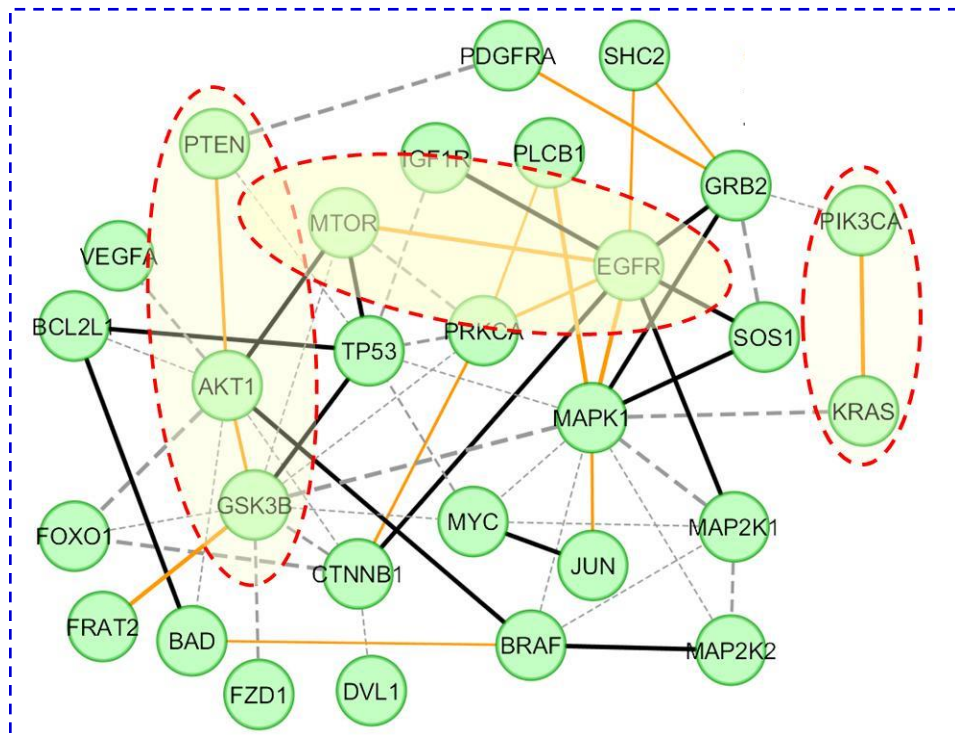 PDGFRA
SHC2
PTEN
IGF1R
PLCB1
GRB2
PIK3CA
MTOR
VEGFA
EGFR
BCL2L1
PRKCA
TP53
SOS1
AKT1
MAPK1
KRAS
GSK3B
MYC
MAP2K1
FOXO1
CTNNB1
JUN
FRAT2
BAD
BRAF
MAP2K2
FZD1
DVL1